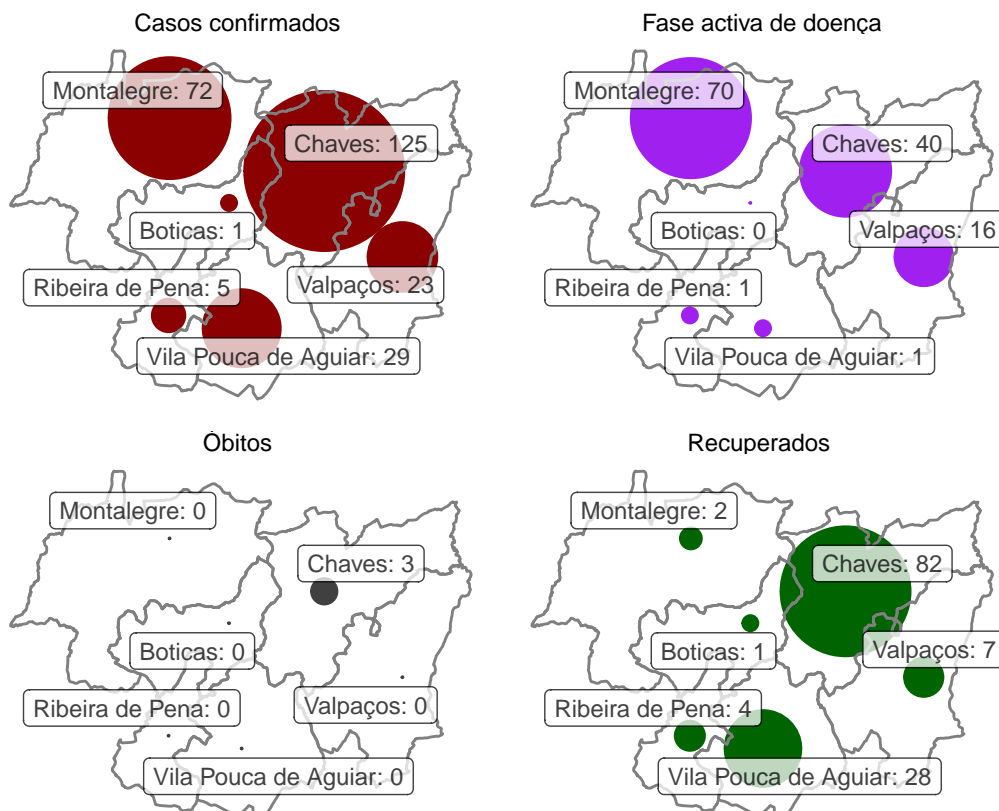 Casos confirmados
Montalegre: 72
Chaves: 125
Boticas: 1
Ribeira de Pena: 5
Valpaços: 23
Vila Pouca de Aguiar: 29
Fase activa de doença
Montalegre: 70
Chaves: 40
Boticas: 0
Valpaços: 16
Ribeira de Pena: 1
Vila Pouca de Aguiar: 1
Óbitos
Montalegre: 0
Chaves: 3
Boticas: 0
Ribeira de Pena: 0
Valpaços: 0
Vila Pouca de Aguiar: 0
Recuperados
Montalegre: 2
Chaves: 82
Boticas: 1
Valpaços: 7
Ribeira de Pena: 4
Vila Pouca de Aguiar: 28